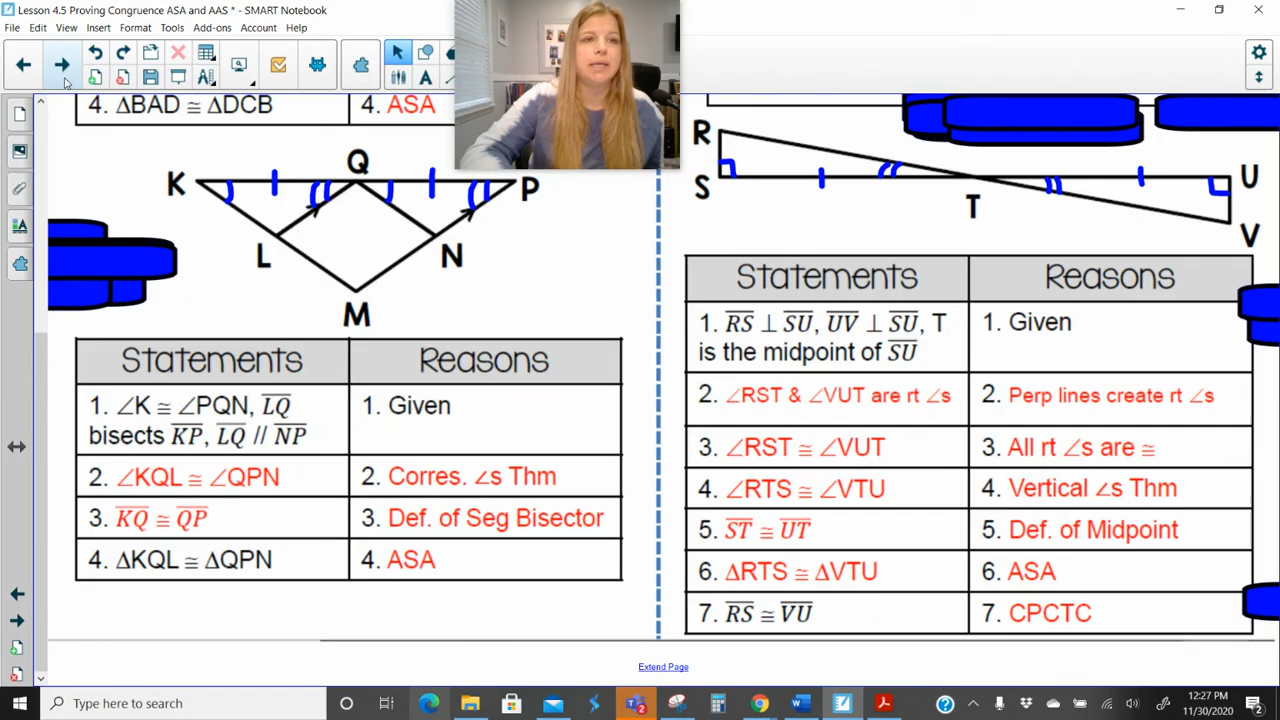 Lesson 4.5 Proving Congruence ASA and AAS * - SMART Notebook
File Edit View Insert Format Tools Add-ons Account Help
4. ΔBAD ≅ ΔDCB
4. ASA
K
Q
P
L
N
M
Statements
Reasons
1. ∠K ≅ ∠PQN, LQ
bisects KP, LQ // NP
1. Given
2. ∠KQL ≅ ∠QPN
2. Corres. ∠s Thm
3. KQ ≅ QP
3. Def. of Seg Bisector
4. ΔKQL ≅ ΔQPN
4. ASA
R
S
T
U
V
Statements
Reasons
1. RS ⊥ SU, UV ⊥ SU, T
is the midpoint of SU
1. Given
2. ∠RST & ∠VUT are rt ∠s
2. Perp lines create rt ∠s
3. ∠RST ≅ ∠VUT
3. All rt ∠s are ≅
4. ∠RTS ≅ ∠VTU
4. Vertical ∠s Thm
5. ST ≅ UT
5. Def. of Midpoint
6. ΔRTS ≅ ΔVTU
6. ASA
7. RS ≅ VU
7. CPCTC
Extend Page
Type here to search
12:27 PM
11/30/2020